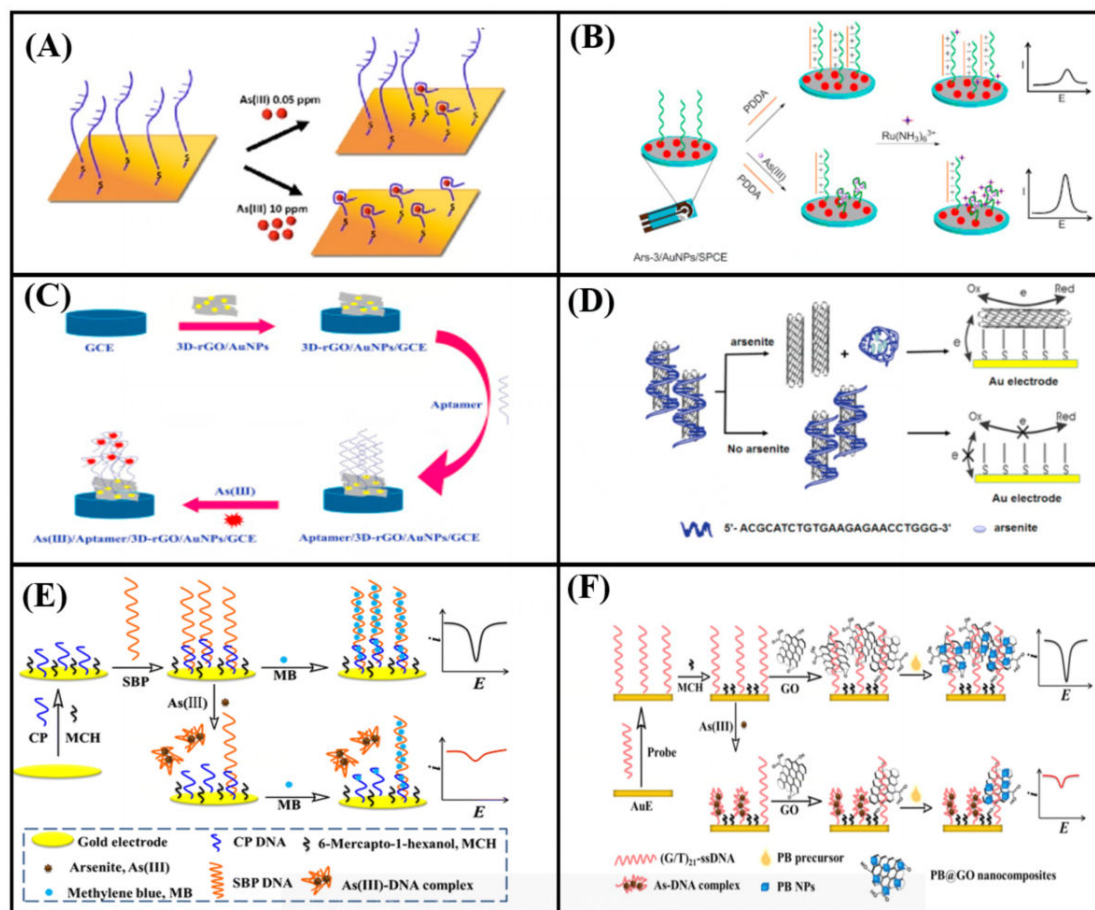 (A)
As(III) 0.05 ppm
As(III) 10 ppm
S
S
S
S
S
(B)
PDDA
As(III)
PDDA
Ru(NH3)6 3+
I
E
I
E
Ars-3/AuNPs/SPCE
(C)
GCE
3D-rGO/AuNPs
3D-rGO/AuNPs/GCE
Aptamer
As(III)
As(III)/Aptamer/3D-rGO/AuNPs/GCE
Aptamer/3D-rGO/AuNPs/GCE
(D)
arsenite
+
No arsenite
Ox
e
Red
e
S S S S S
Au electrode
Ox
e
Red
e
S S S S S
Au electrode
5'- ACGCATCTGTGAAGAGAACCTGGG-3'
arsenite
(E)
SBP
MB
i
E
As(III)
CP
MCH
MB
i
E
Gold electrode
CP DNA
6-Mercapto-1-hexanol, MCH
Arsenite, As(III)
SBP DNA
As(III)-DNA complex
Methylene blue, MB
(F)
MCH
GO
i
E
As(III)
Probe
AuE
GO
i
E
(G/T)21-ssDNA
PB precursor
As-DNA complex
PB NPs
PB@GO nanocomposites